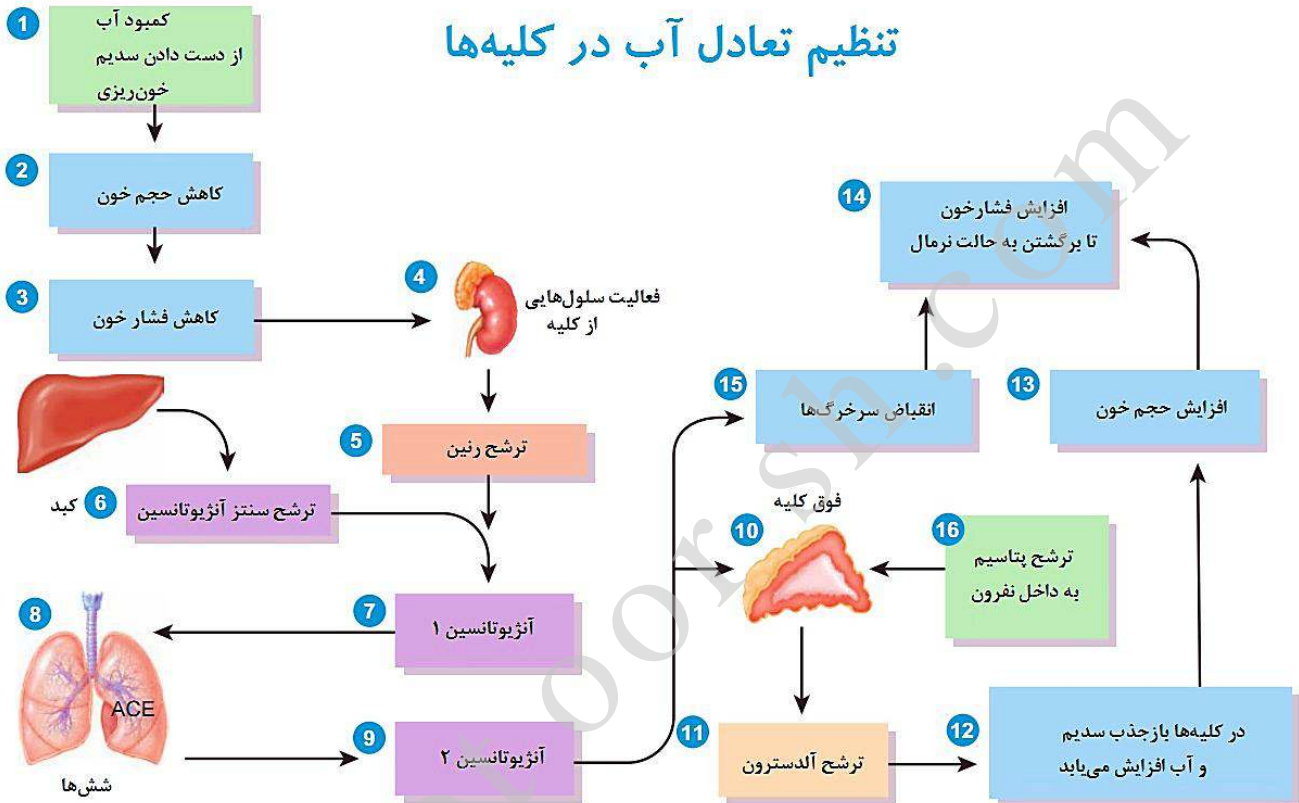 تنظیم تعادل آب در کلیه‌ها
1
کمبود آب
از دست دادن سدیم
خون‌ریزی
2
کاهش حجم خون
3
کاهش فشار خون
4
فعالیت سلول‌هایی
از کلیه
5
ترشح رنین
6
ترشح سنتز آنژیوتانسین
کبد
7
آنژیوتانسین ۱
8
ACE
شش‌ها
9
آنژیوتانسین ۲
10
فوق کلیه
11
ترشح آلدسترون
12
در کلیه‌ها بازجذب سدیم
و آب افزایش می‌یابد
13
افزایش حجم خون
14
افزایش فشارخون
تا برگشتن به حالت نرمال
15
انقباض سرخرگ‌ها
16
ترشح پتاسیم
به داخل نفرون